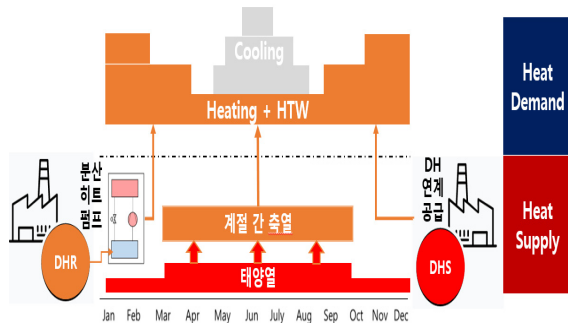 Cooling
Heating + HTW
Heat
Demand
분산
히트
펌프
DH
연계
공급
계절 간 축열
Heat
Supply
DHR
태양열
DHS
Jan Feb Mar Apr May Jun July Aug Sep Oct Nov Dec